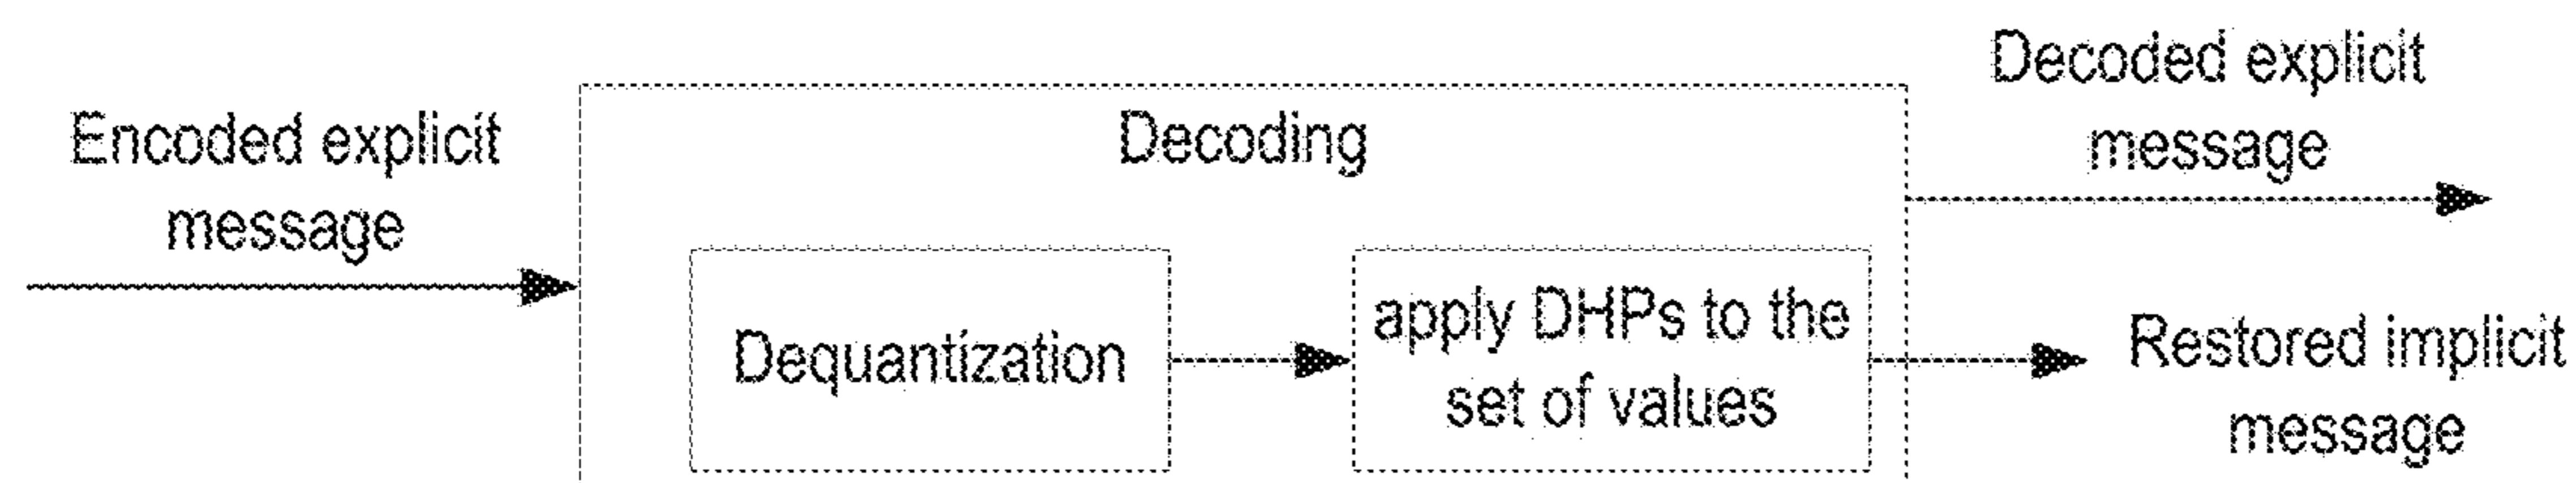 Encoded explicit
message
Decoding
Dequantization
apply DHPs to the
set of values
Decoded explicit
message
Restored implicit
message